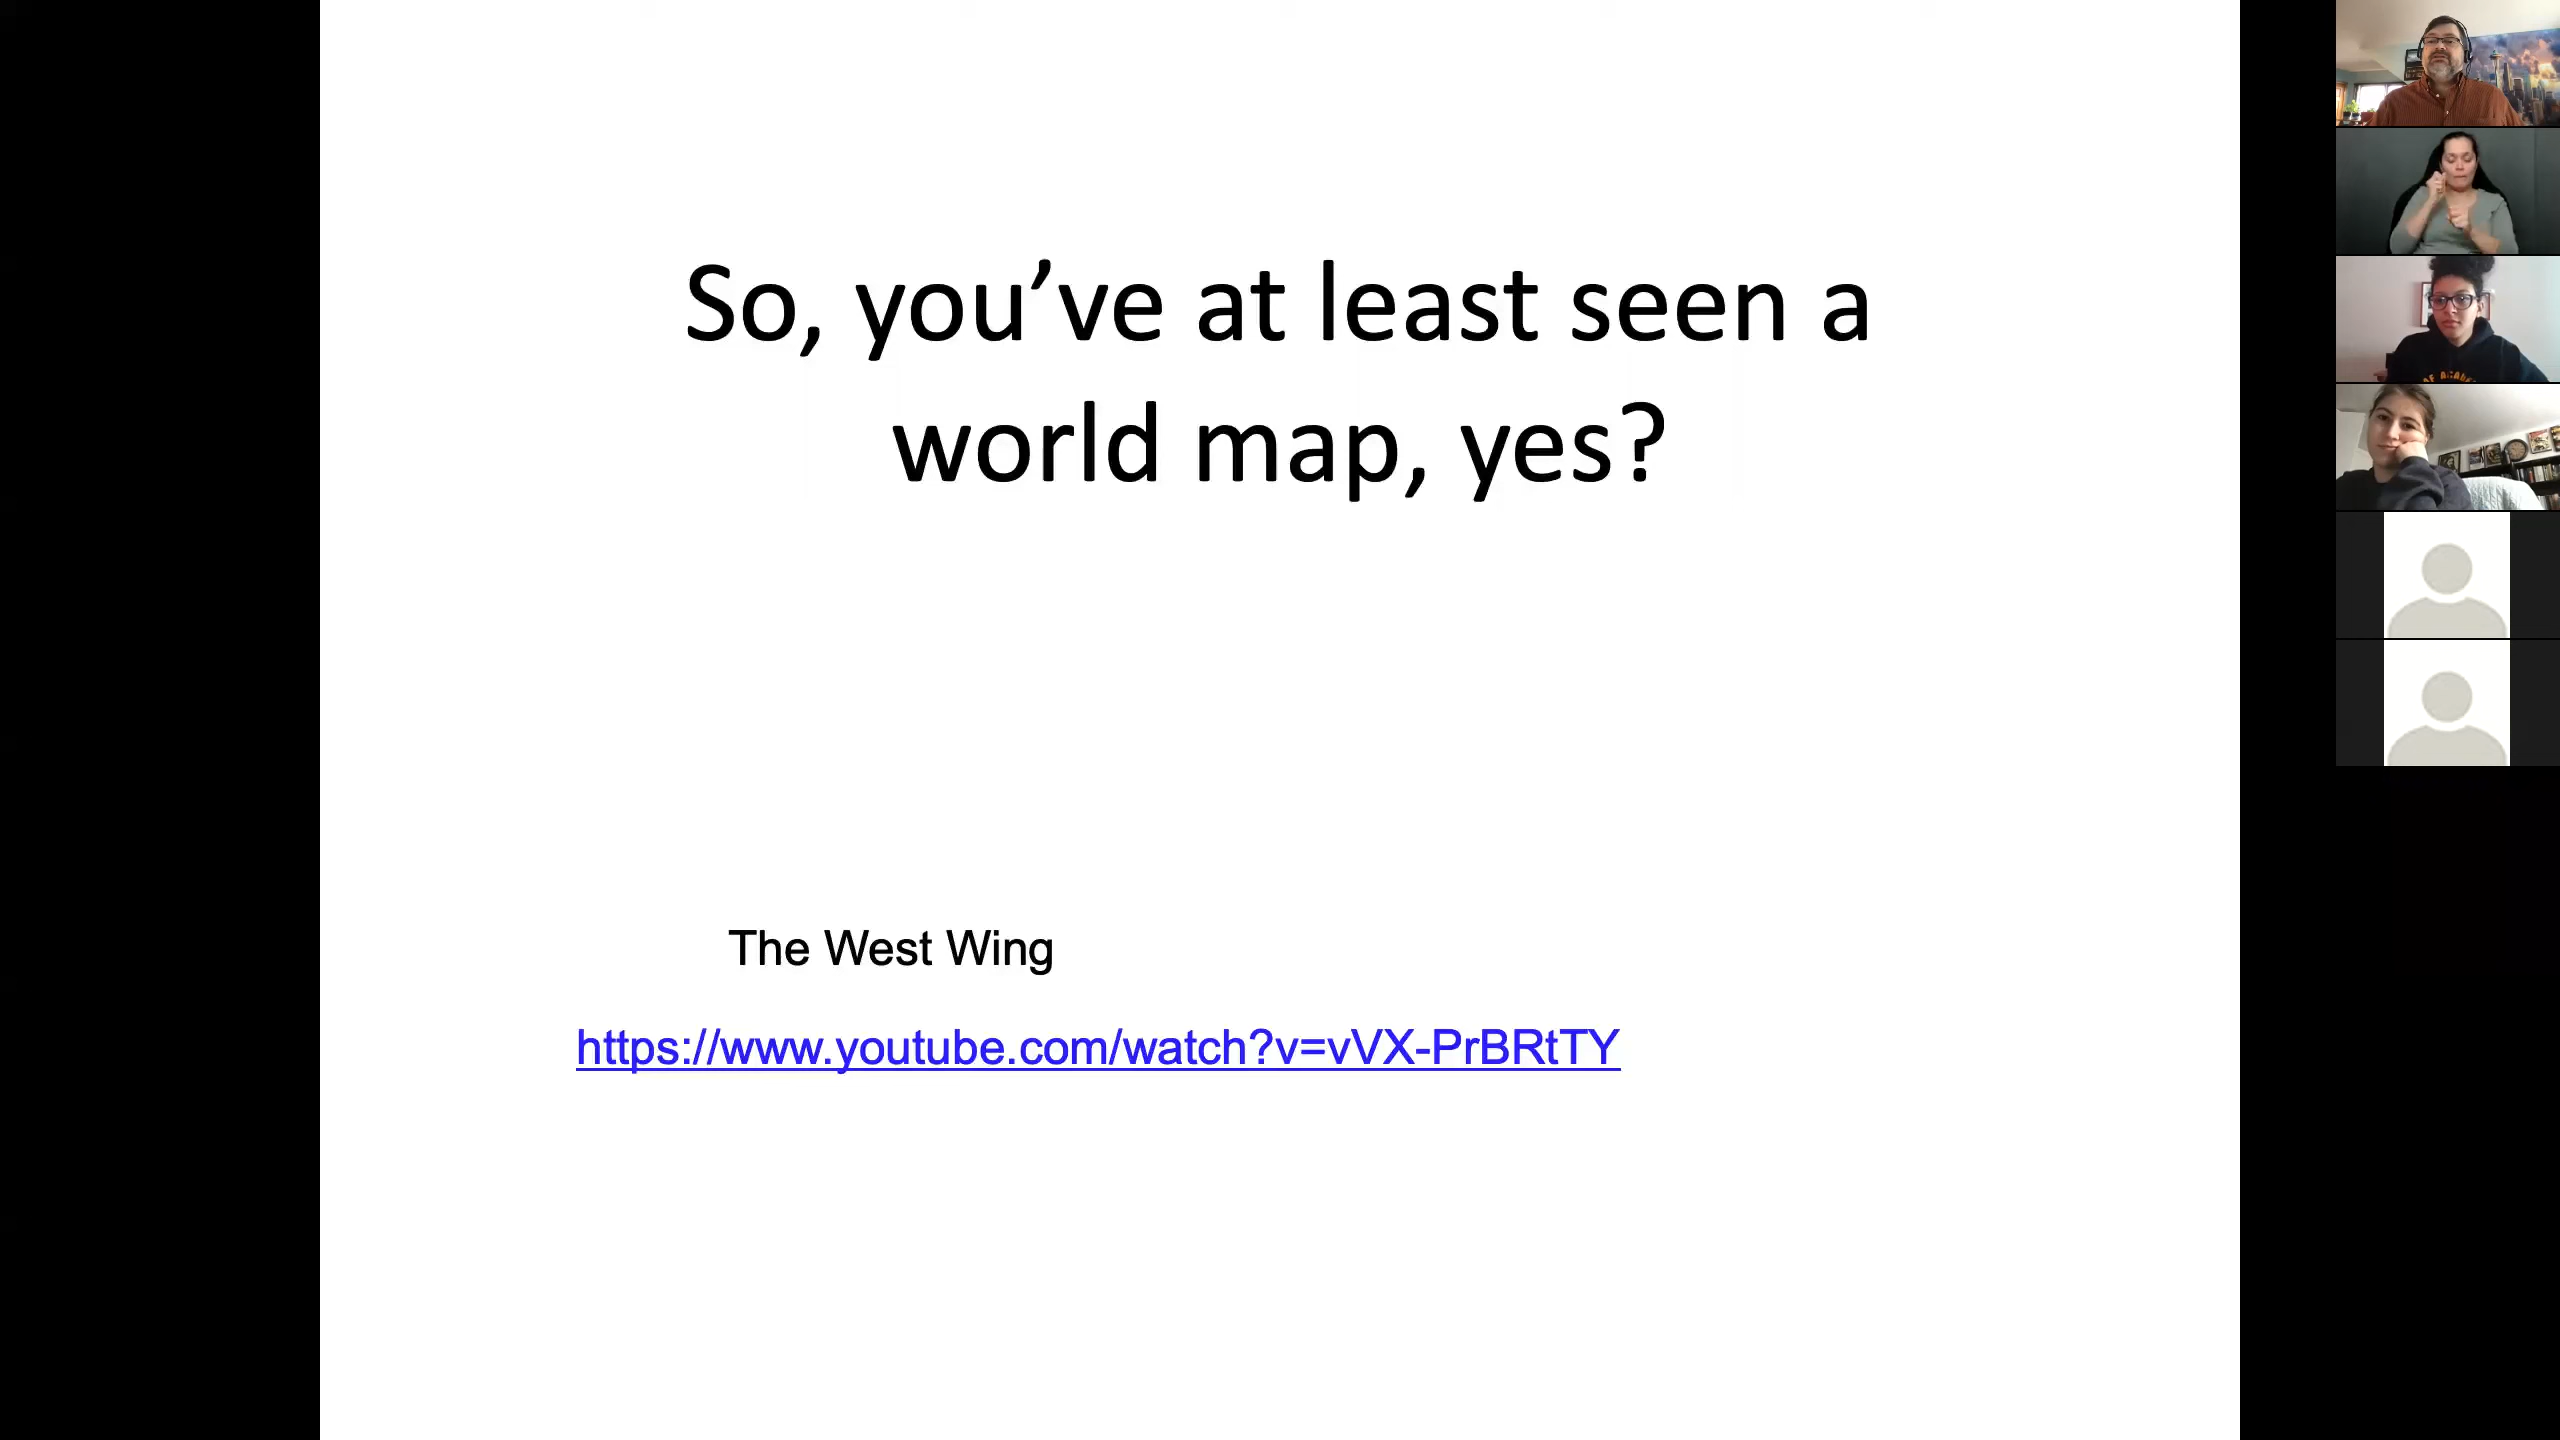 So, you’ve at least seen a
world map, yes?
The West Wing
https://www.youtube.com/watch?v=vVX-PrBRtTY